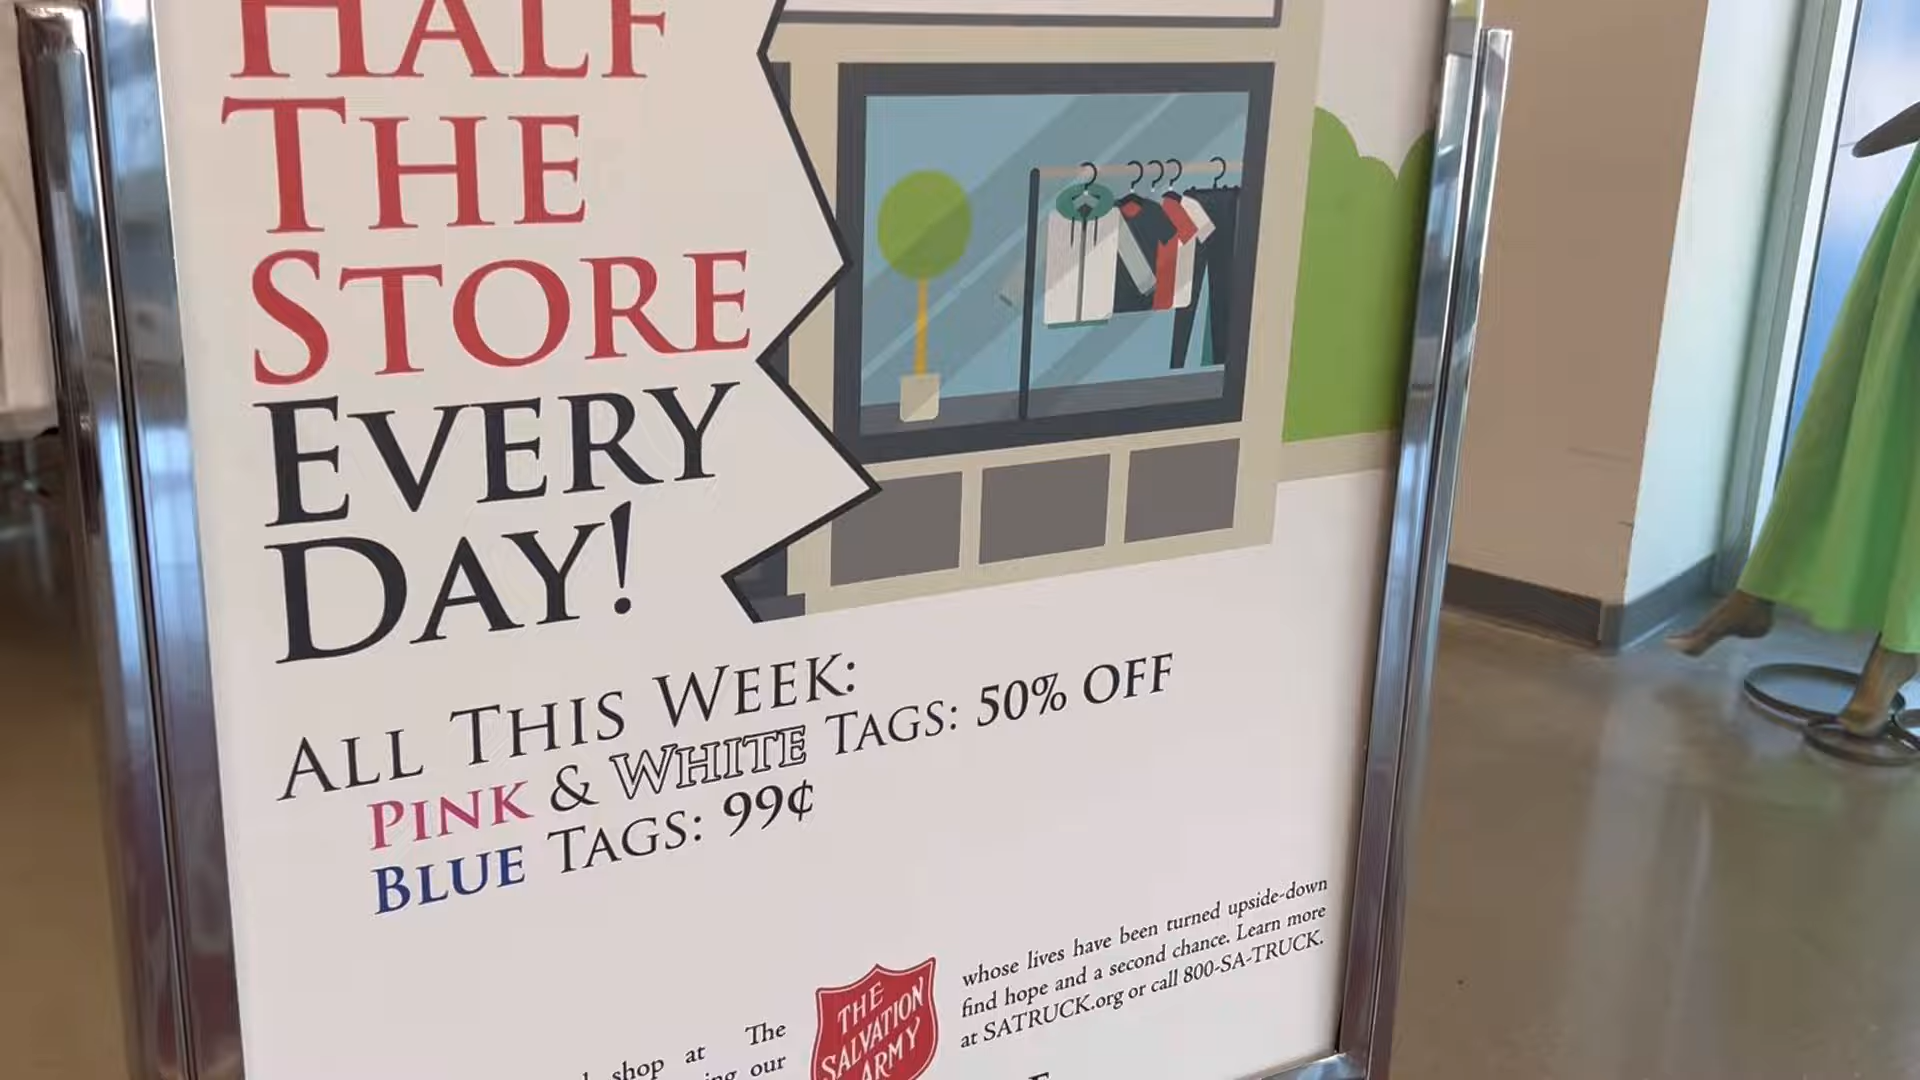 HALF
THE
STORE
EVERY
DAY!
ALL THIS WEEK:
PINK & WHITE TAGS: 50% OFF
BLUE TAGS: 99¢
The
shop at
our
THE
SALVATION
ARMY
whose lives have been turned upside-down
find hope and a second chance. Learn more
at SATRUCK.org or call 800-SA-TRUCK.